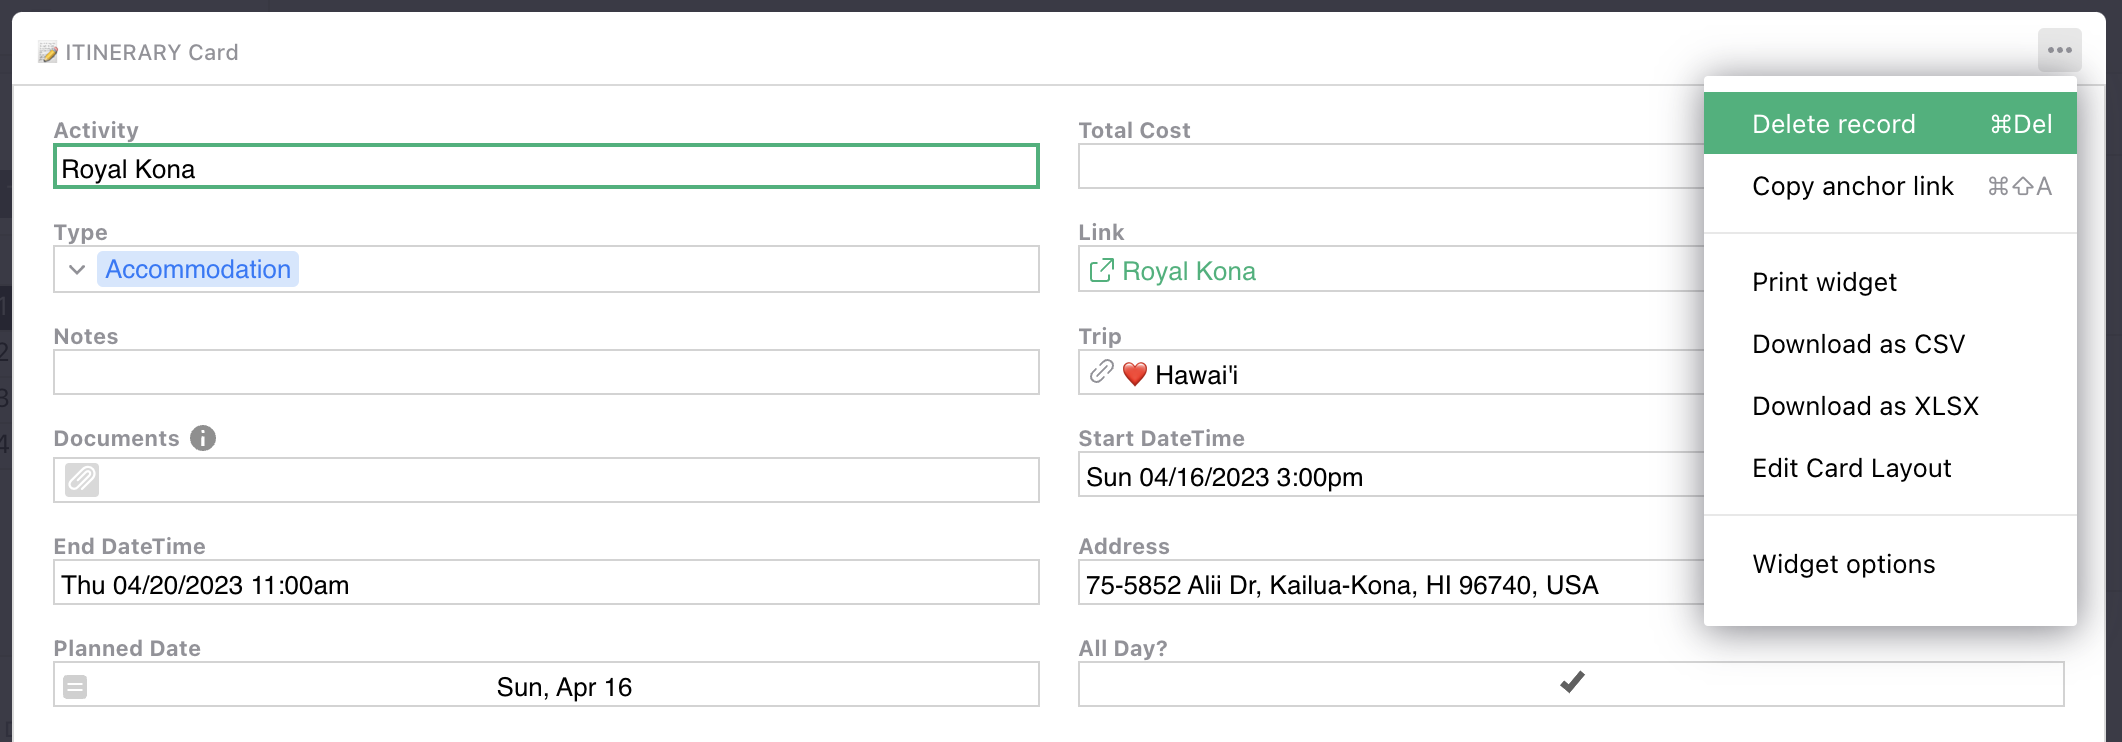 ITINERARY Card
Activity
Royal Kona
Type
Accommodation
Notes
Documents
End DateTime
Thu 04/20/2023 11:00am
Planned Date
Sun, Apr 16
Total Cost
Link
Royal Kona
Trip
❤️ Hawai'i
Start DateTime
Sun 04/16/2023 3:00pm
Address
75-5852 Alii Dr, Kailua-Kona, HI 96740, USA
All Day?
Delete record ⌘Del
Copy anchor link ⌘⇧A
Print widget
Download as CSV
Download as XLSX
Edit Card Layout
Widget options